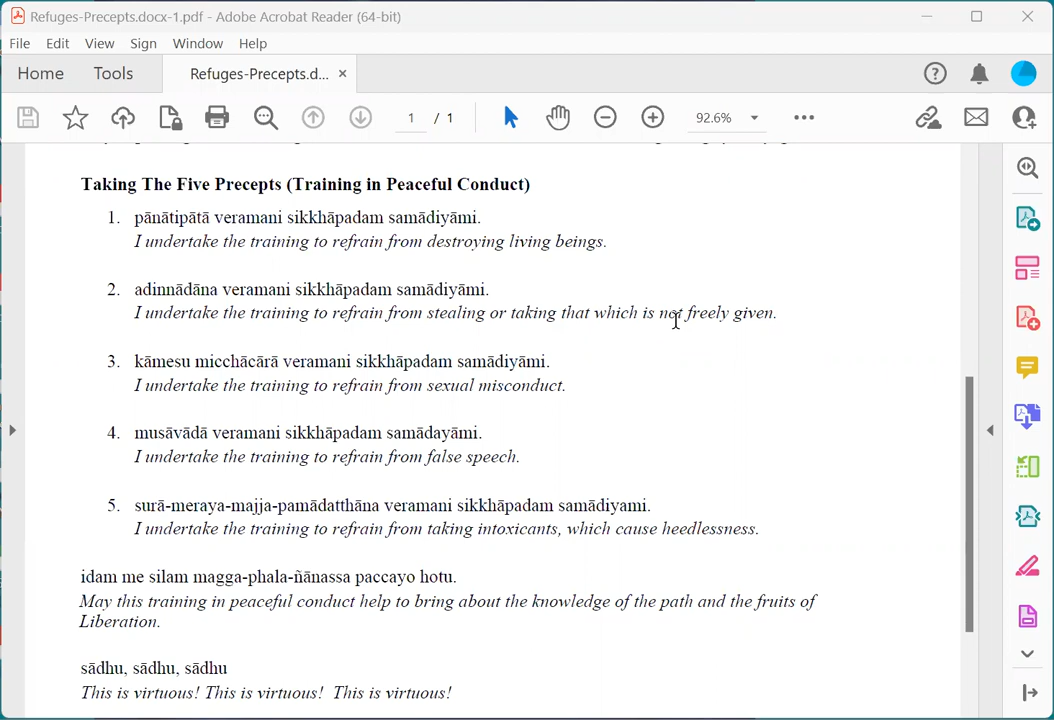 Refuges-Precepts.docx-1.pdf - Adobe Acrobat Reader (64-bit)
File Edit View Sign Window Help
Home Tools Refuges-Precepts.d... ×
1 / 1 92.6%
Taking The Five Precepts (Training in Peaceful Conduct)
1. pānātipātā veramani sikkhāpadam samādiyāmi.
I undertake the training to refrain from destroying living beings.
2. adinnādāna veramani sikkhāpadam samādiyāmi.
I undertake the training to refrain from stealing or taking that which is not freely given.
3. kāmesu micchācārā veramani sikkhāpadam samādiyāmi.
I undertake the training to refrain from sexual misconduct.
4. musāvādā veramani sikkhāpadam samādayāmi.
I undertake the training to refrain from false speech.
5. surā-meraya-majja-pamādatthāna veramani sikkhāpadam samādiyami.
I undertake the training to refrain from taking intoxicants, which cause heedlessness.
idam me silam magga-phala-ñānassa paccayo hotu.
May this training in peaceful conduct help to bring about the knowledge of the path and the fruits of
Liberation.
sādhu, sādhu, sādhu
This is virtuous! This is virtuous! This is virtuous!